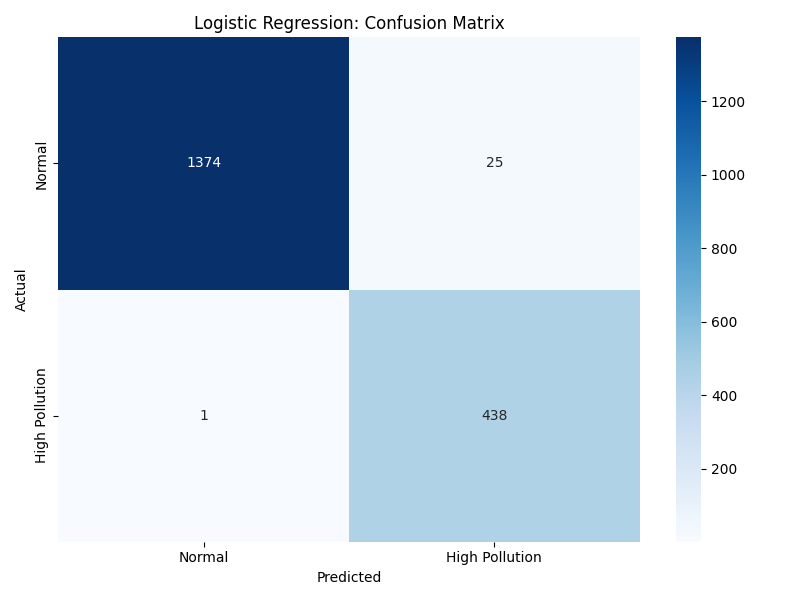 Logistic Regression: Confusion Matrix
Actual
Normal
High Pollution
1374
25
1
438
Normal
High Pollution
Predicted
1200
1000
800
600
400
200